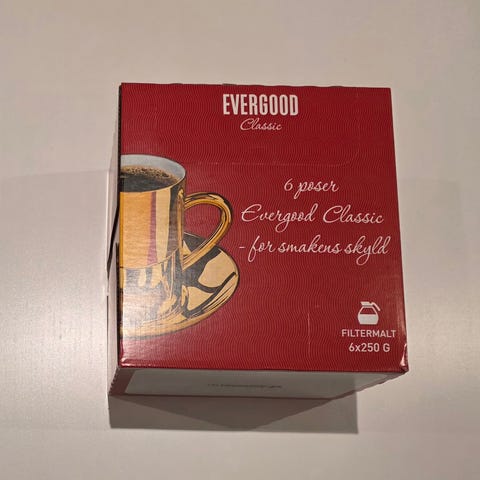 EVERGOOD
Classic
6 poser
Evergood Classic
- for smakens skyld
FILTERMALT
6x250 G